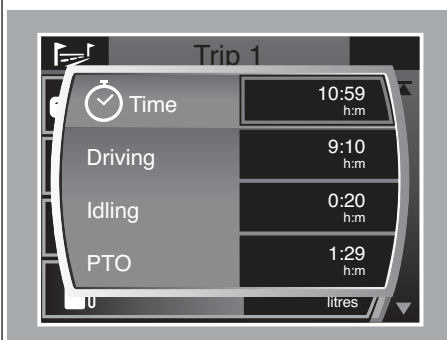 Trip 1
Time 10:59
h:m
Driving 9:10
h:m
Idling 0:20
h:m
PTO 1:29
h:m
litres